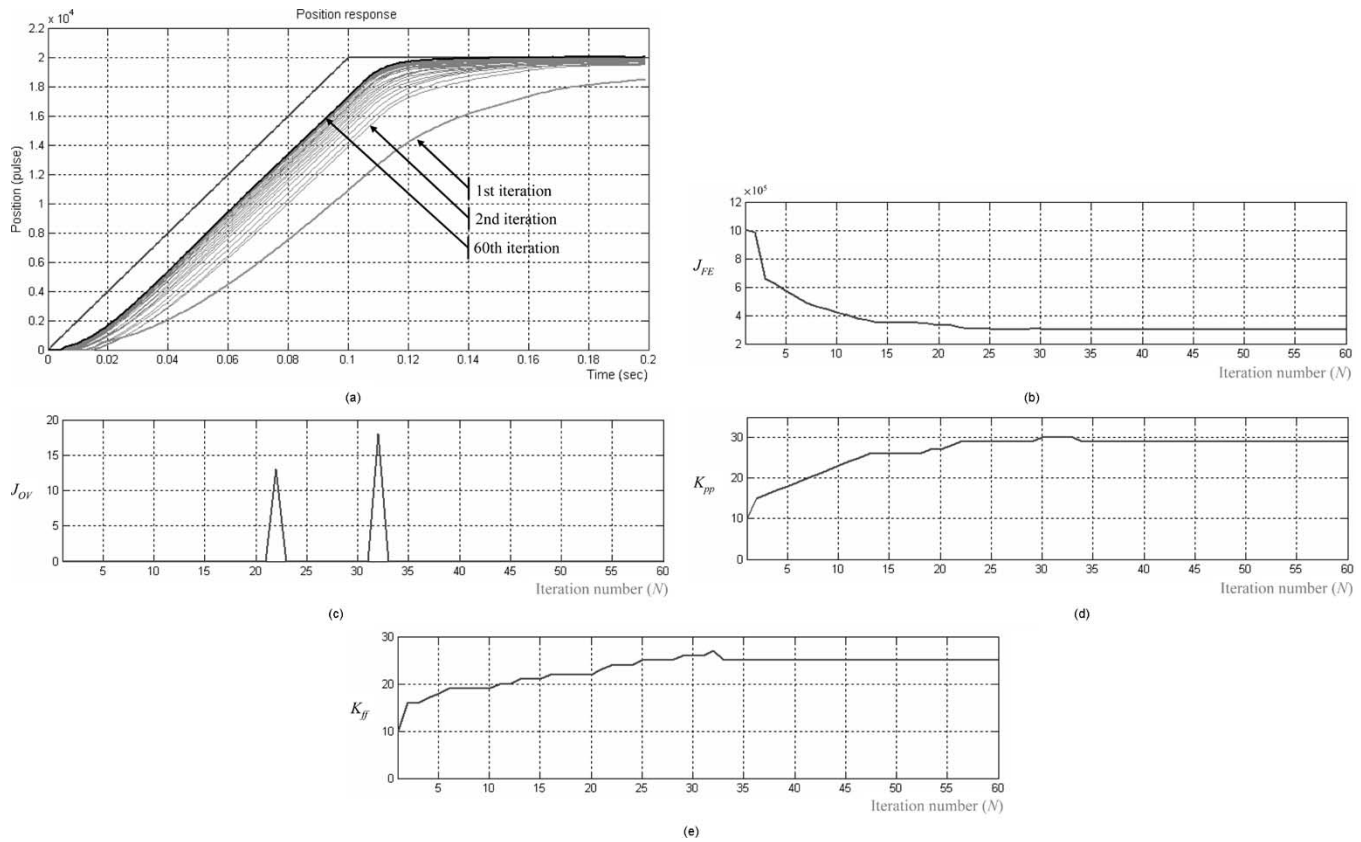 Position response
× 10⁴
2.2
2
1.8
1.6
1.4
1.2
1
0.8
0.6
0.4
0.2
0
Position (pulse)
1st iteration
2nd iteration
60th iteration
0 0.02 0.04 0.06 0.08 0.1 0.12 0.14 0.16 0.18 0.2
Time (sec)
(a)
×10⁵
12
10
8
6
4
2
J_FE
5 10 15 20 25 30 35 40 45 50 55 60
Iteration number (N)
(b)
20
15
10
5
0
J_OV
5 10 15 20 25 30 35 40 45 50 55 60
Iteration number (N)
(c)
30
20
10
0
K_pp
5 10 15 20 25 30 35 40 45 50 55 60
Iteration number (N)
(d)
30
20
10
0
K_ff
5 10 15 20 25 30 35 40 45 50 55 60
Iteration number (N)
(e)